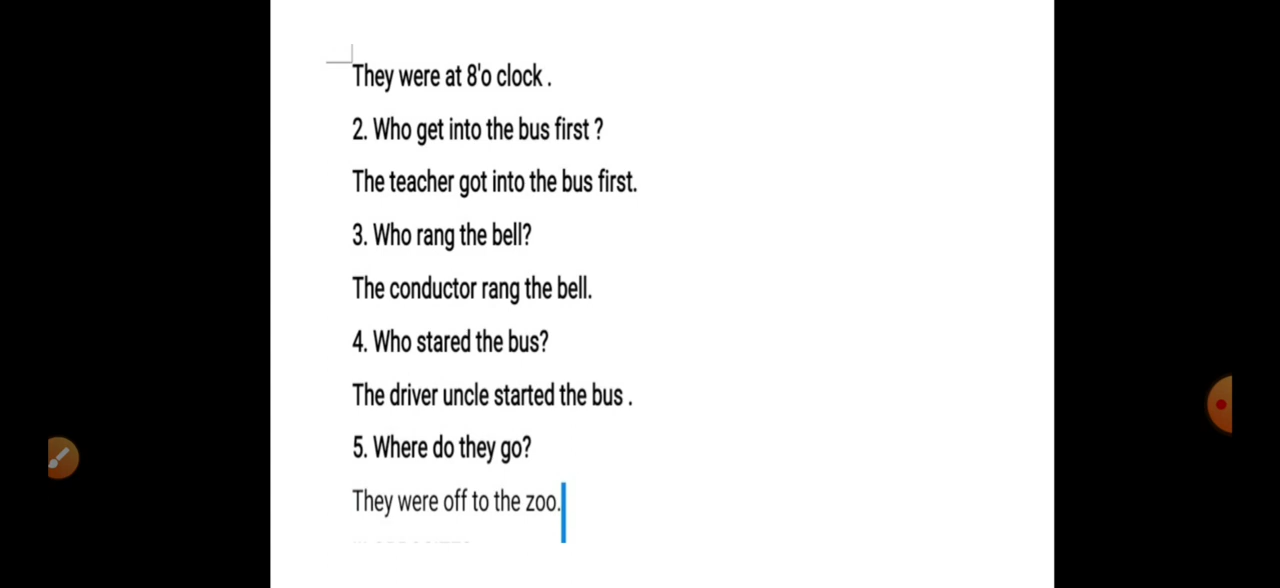 They were at 8'o clock .
2. Who get into the bus first ?
The teacher got into the bus first.
3. Who rang the bell?
The conductor rang the bell.
4. Who stared the bus?
The driver uncle started the bus .
5. Where do they go?
They were off to the zoo.